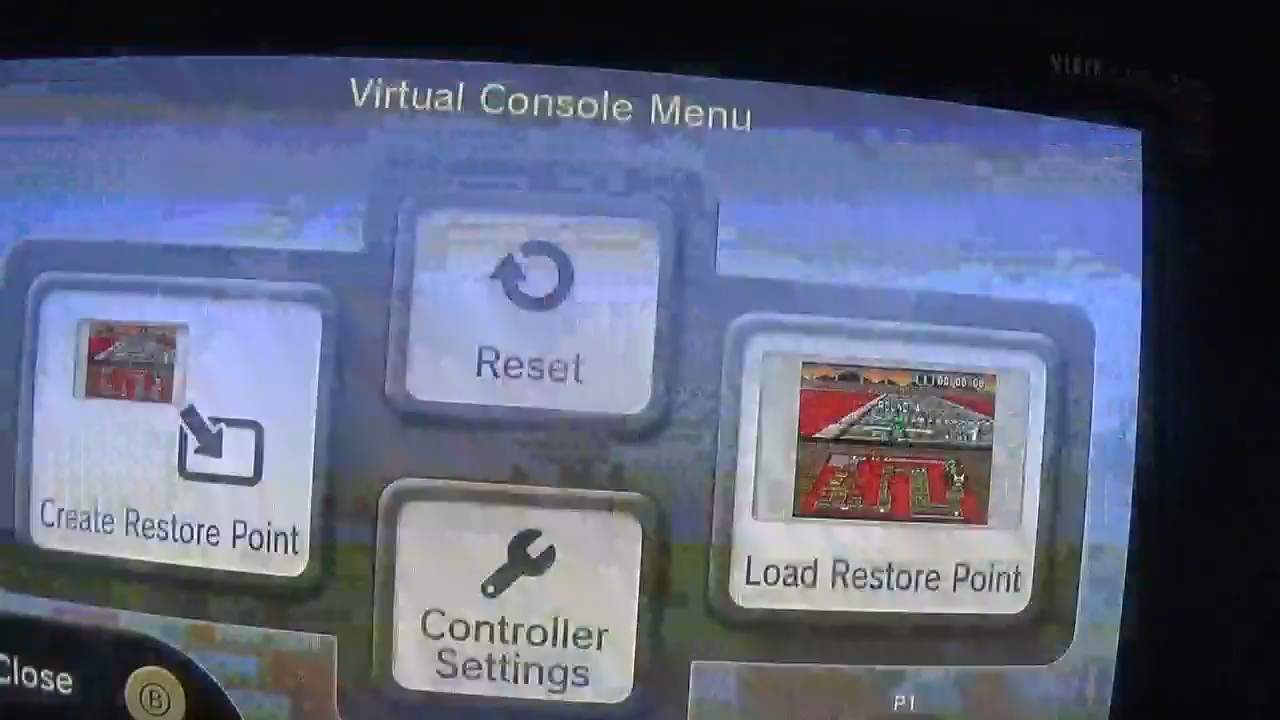 Virtual Console Menu
Reset
Create Restore Point
Load Restore Point
Controller
Settings
Close
B
P1